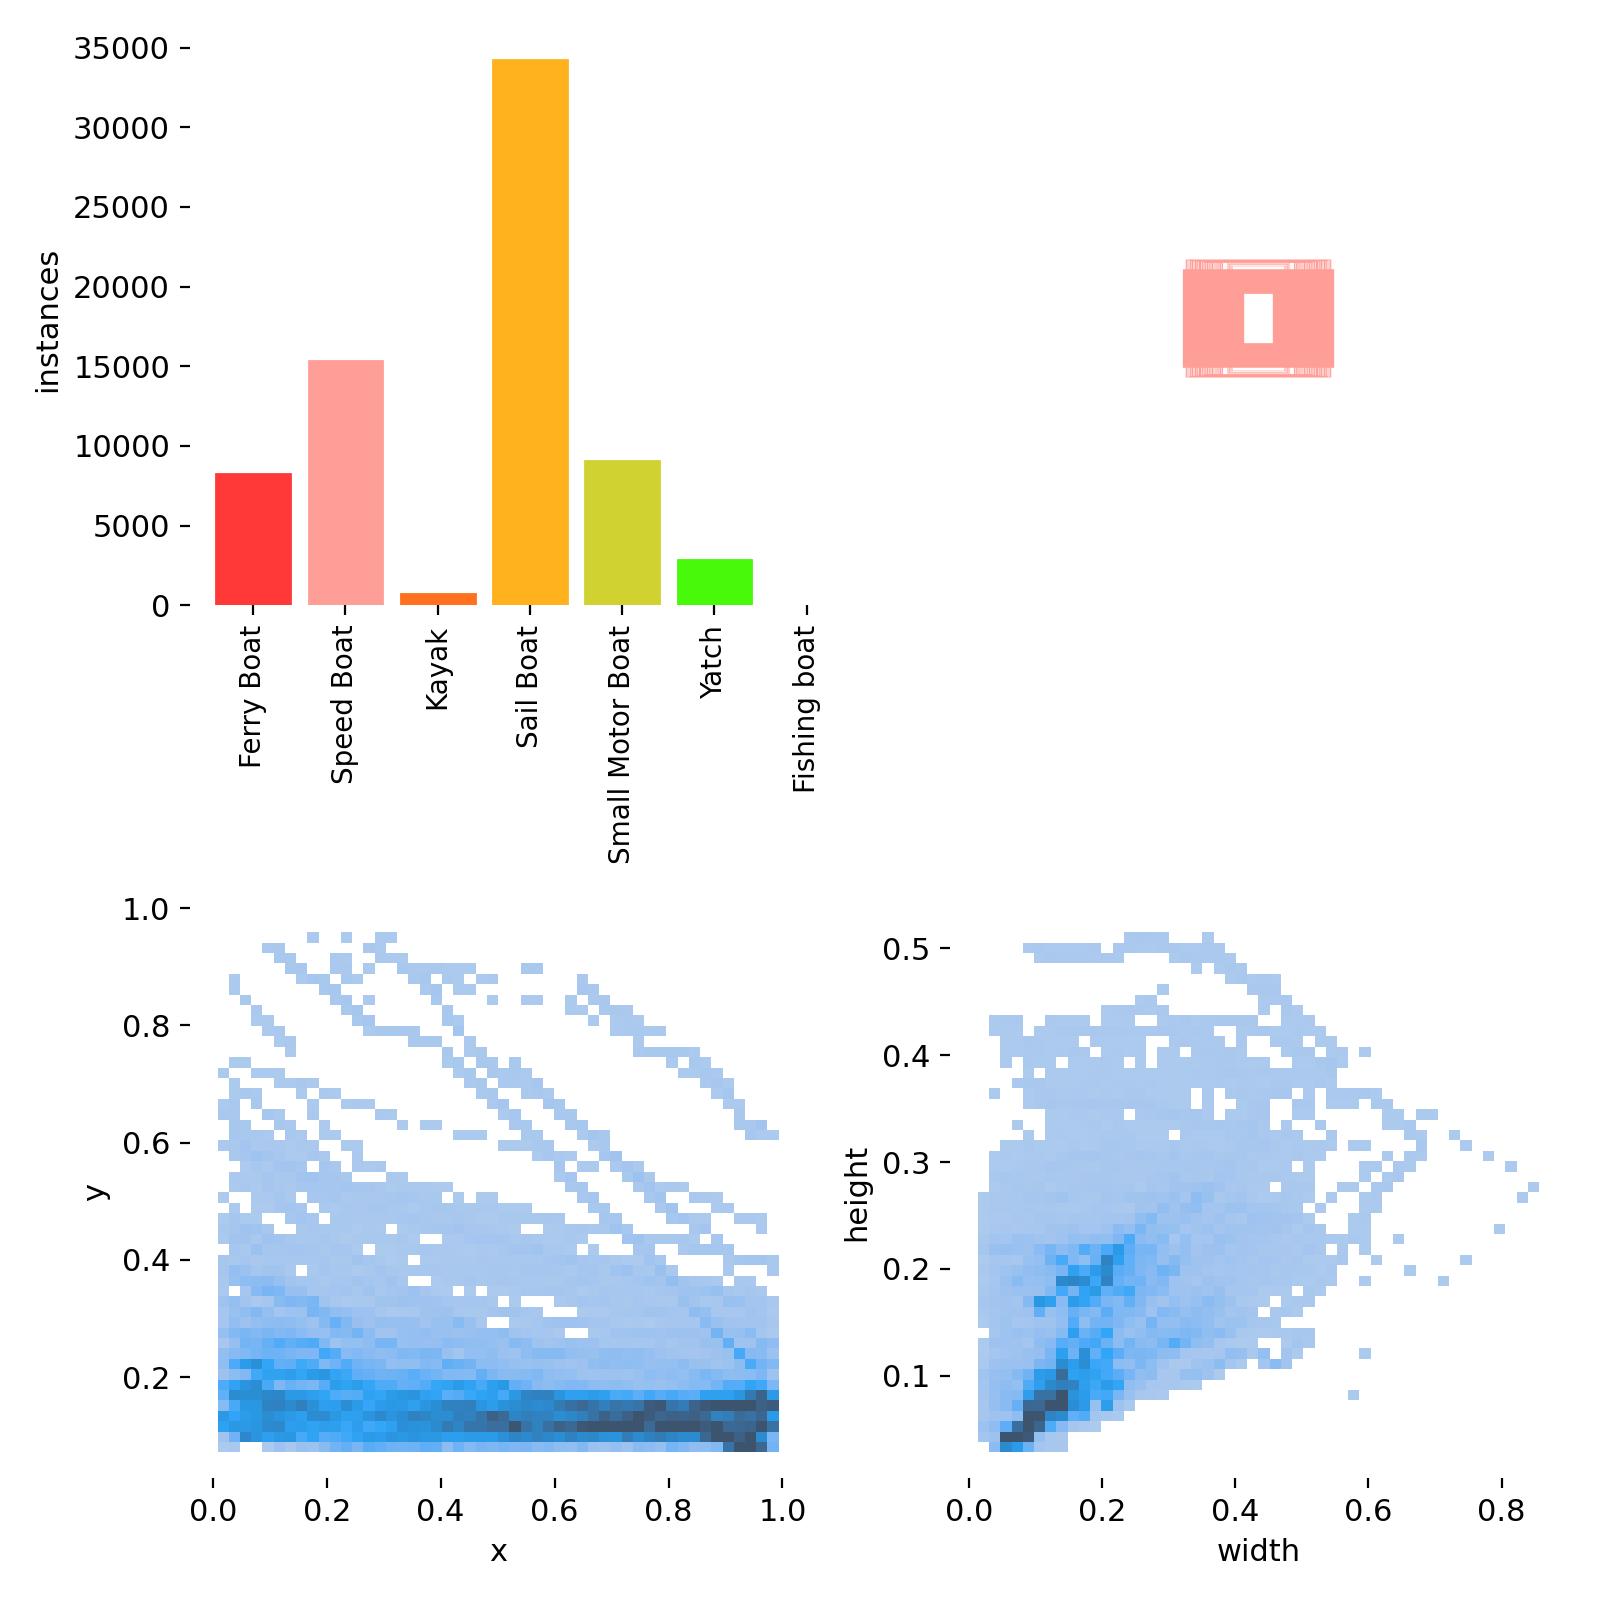 35000
30000
25000
20000
15000
10000
5000
0
instances
Ferry Boat
Speed Boat
Kayak
Sail Boat
Small Motor Boat
Yatch
Fishing boat
1.0
0.8
0.6
0.4
0.2
y
0.0 0.2 0.4 0.6 0.8 1.0
x
0.5
0.4
0.3
0.2
0.1
height
0.0 0.2 0.4 0.6 0.8
width